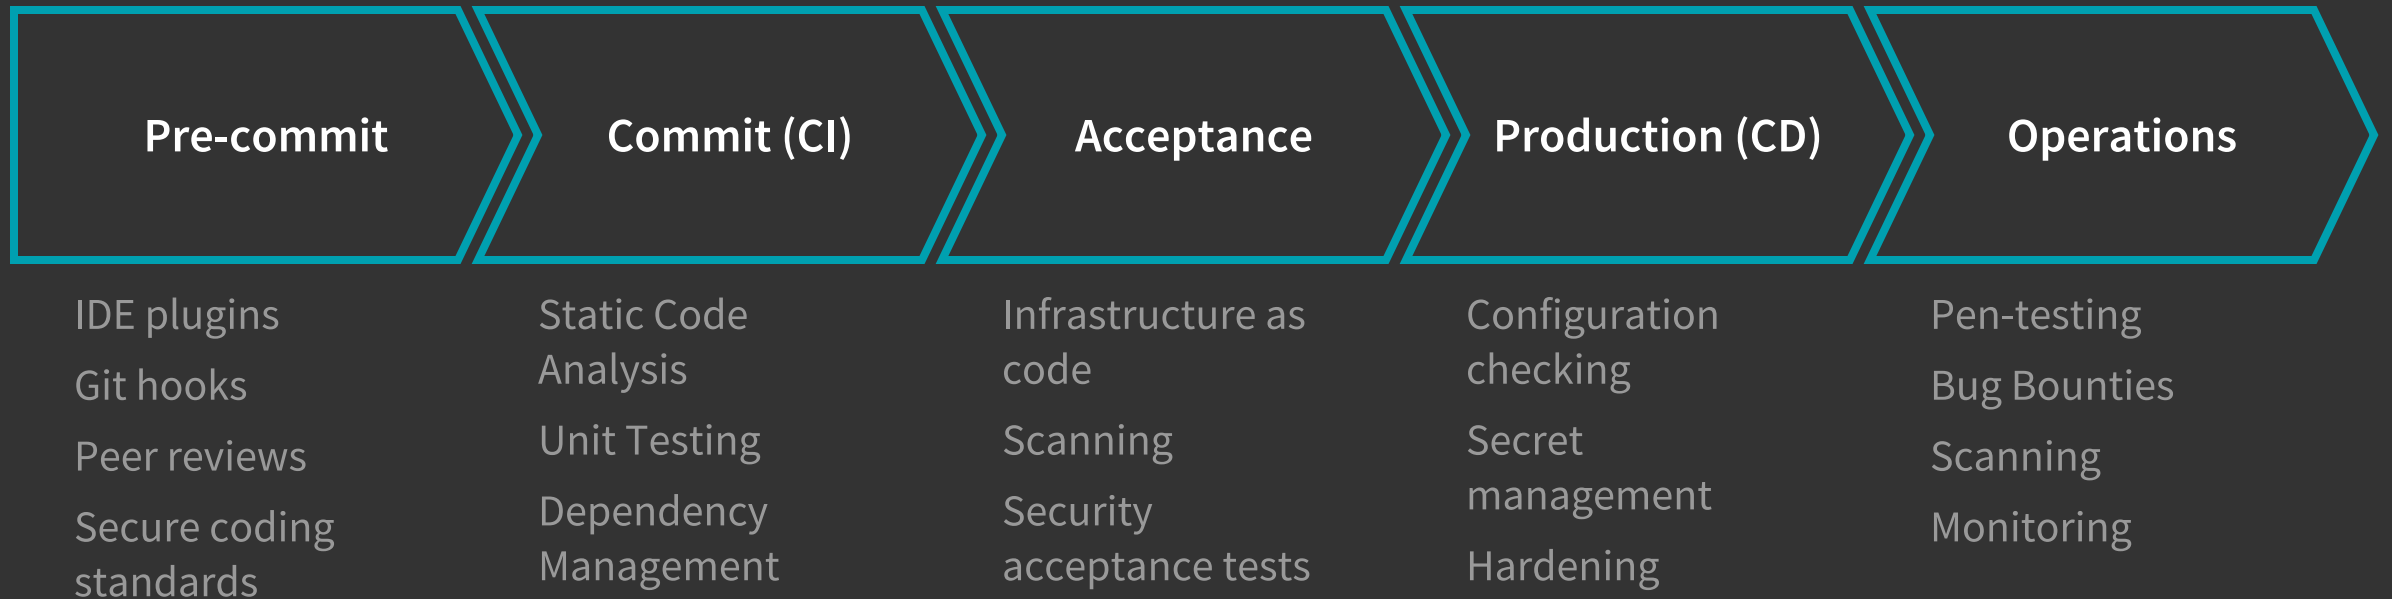 Pre-commit
Commit (CI)
Acceptance
Production (CD)
Operations
IDE plugins
Git hooks
Peer reviews
Secure coding
standards
Static Code
Analysis
Unit Testing
Dependency
Management
Infrastructure as
code
Scanning
Security
acceptance tests
Configuration
checking
Secret
management
Hardening
Pen-testing
Bug Bounties
Scanning
Monitoring